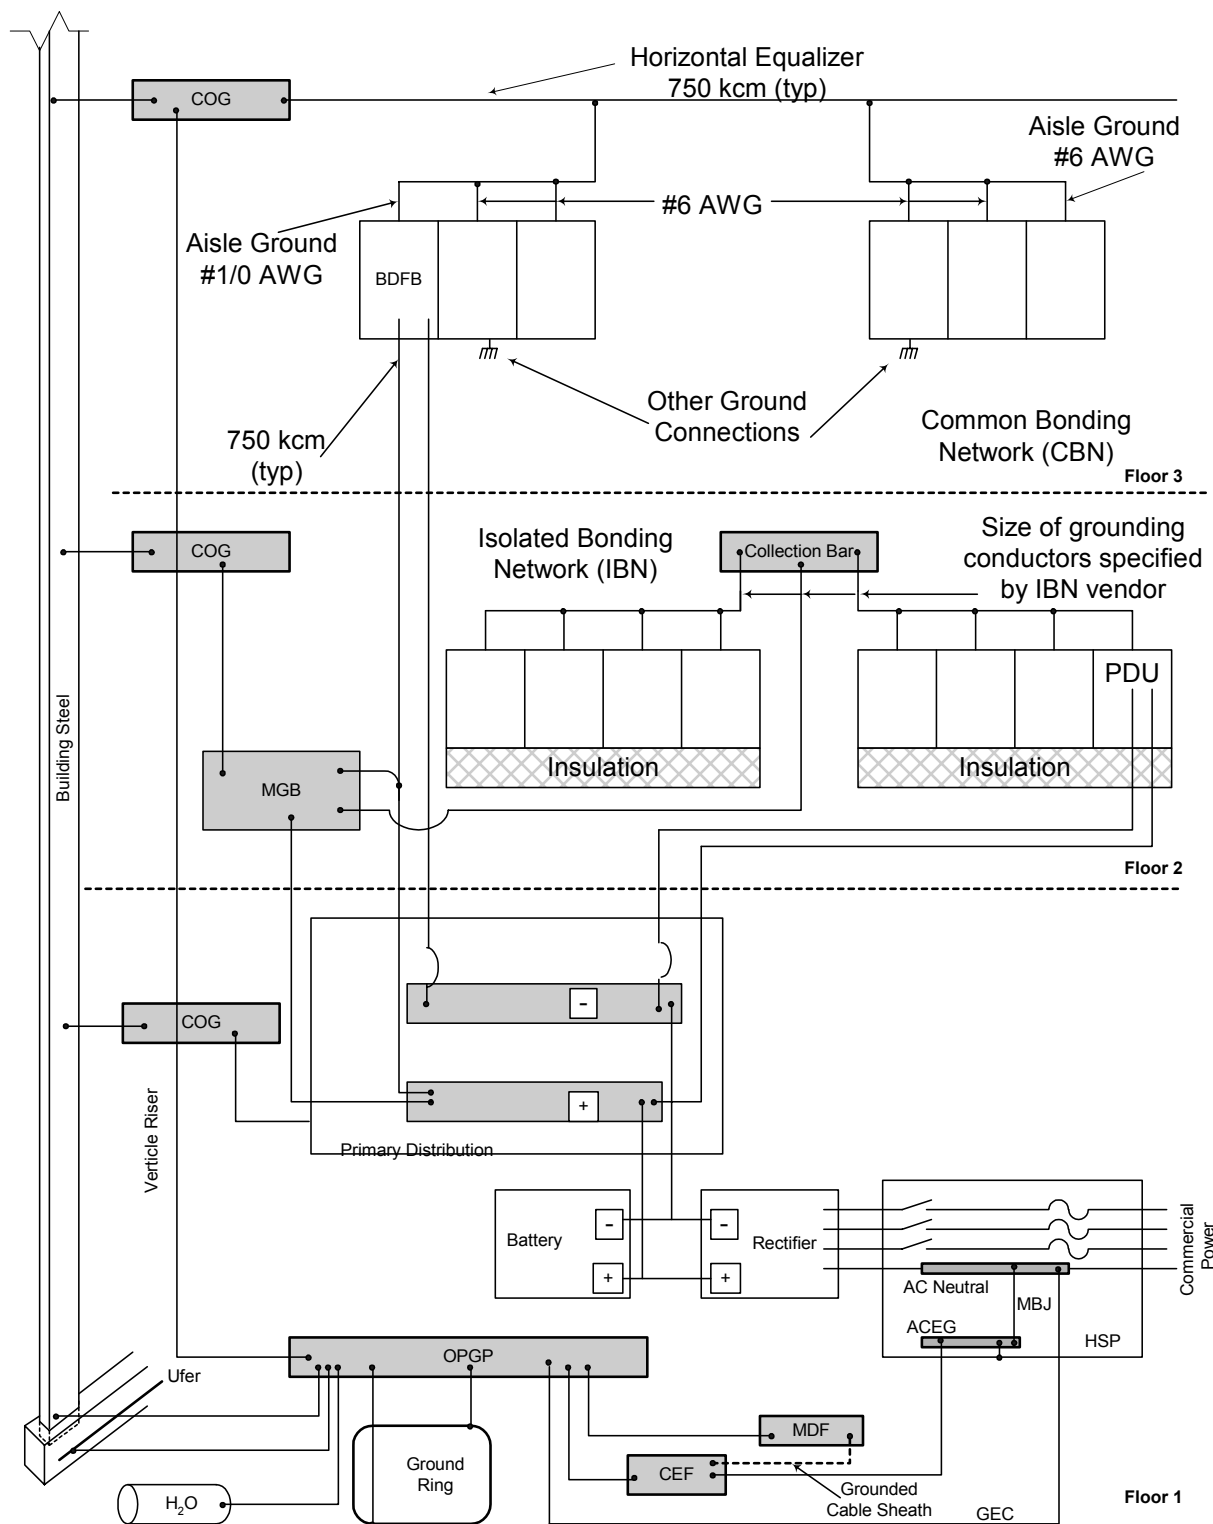 Horizontal Equalizer
750 kcm (typ)
COG
Aisle Ground
#6 AWG
#6 AWG
Aisle Ground
#1/0 AWG
BDFB
Other Ground
Connections
Common Bonding
Network (CBN)
750 kcm
(typ)
Floor 3
COG
Isolated Bonding
Network (IBN)
Collection Bar
Size of grounding
conductors specified
by IBN vendor
PDU
Building Steel
Insulation
Insulation
MGB
Floor 2
-
COG
+
Verticle Riser
Primary Distribution
Battery
-
+
-
+
Rectifier
Commercial
Power
AC Neutral
MBJ
ACEG
HSP
OPGP
Ufer
MDF
Ground
Ring
CEF
Grounded
Cable Sheath
H2O
GEC
Floor 1